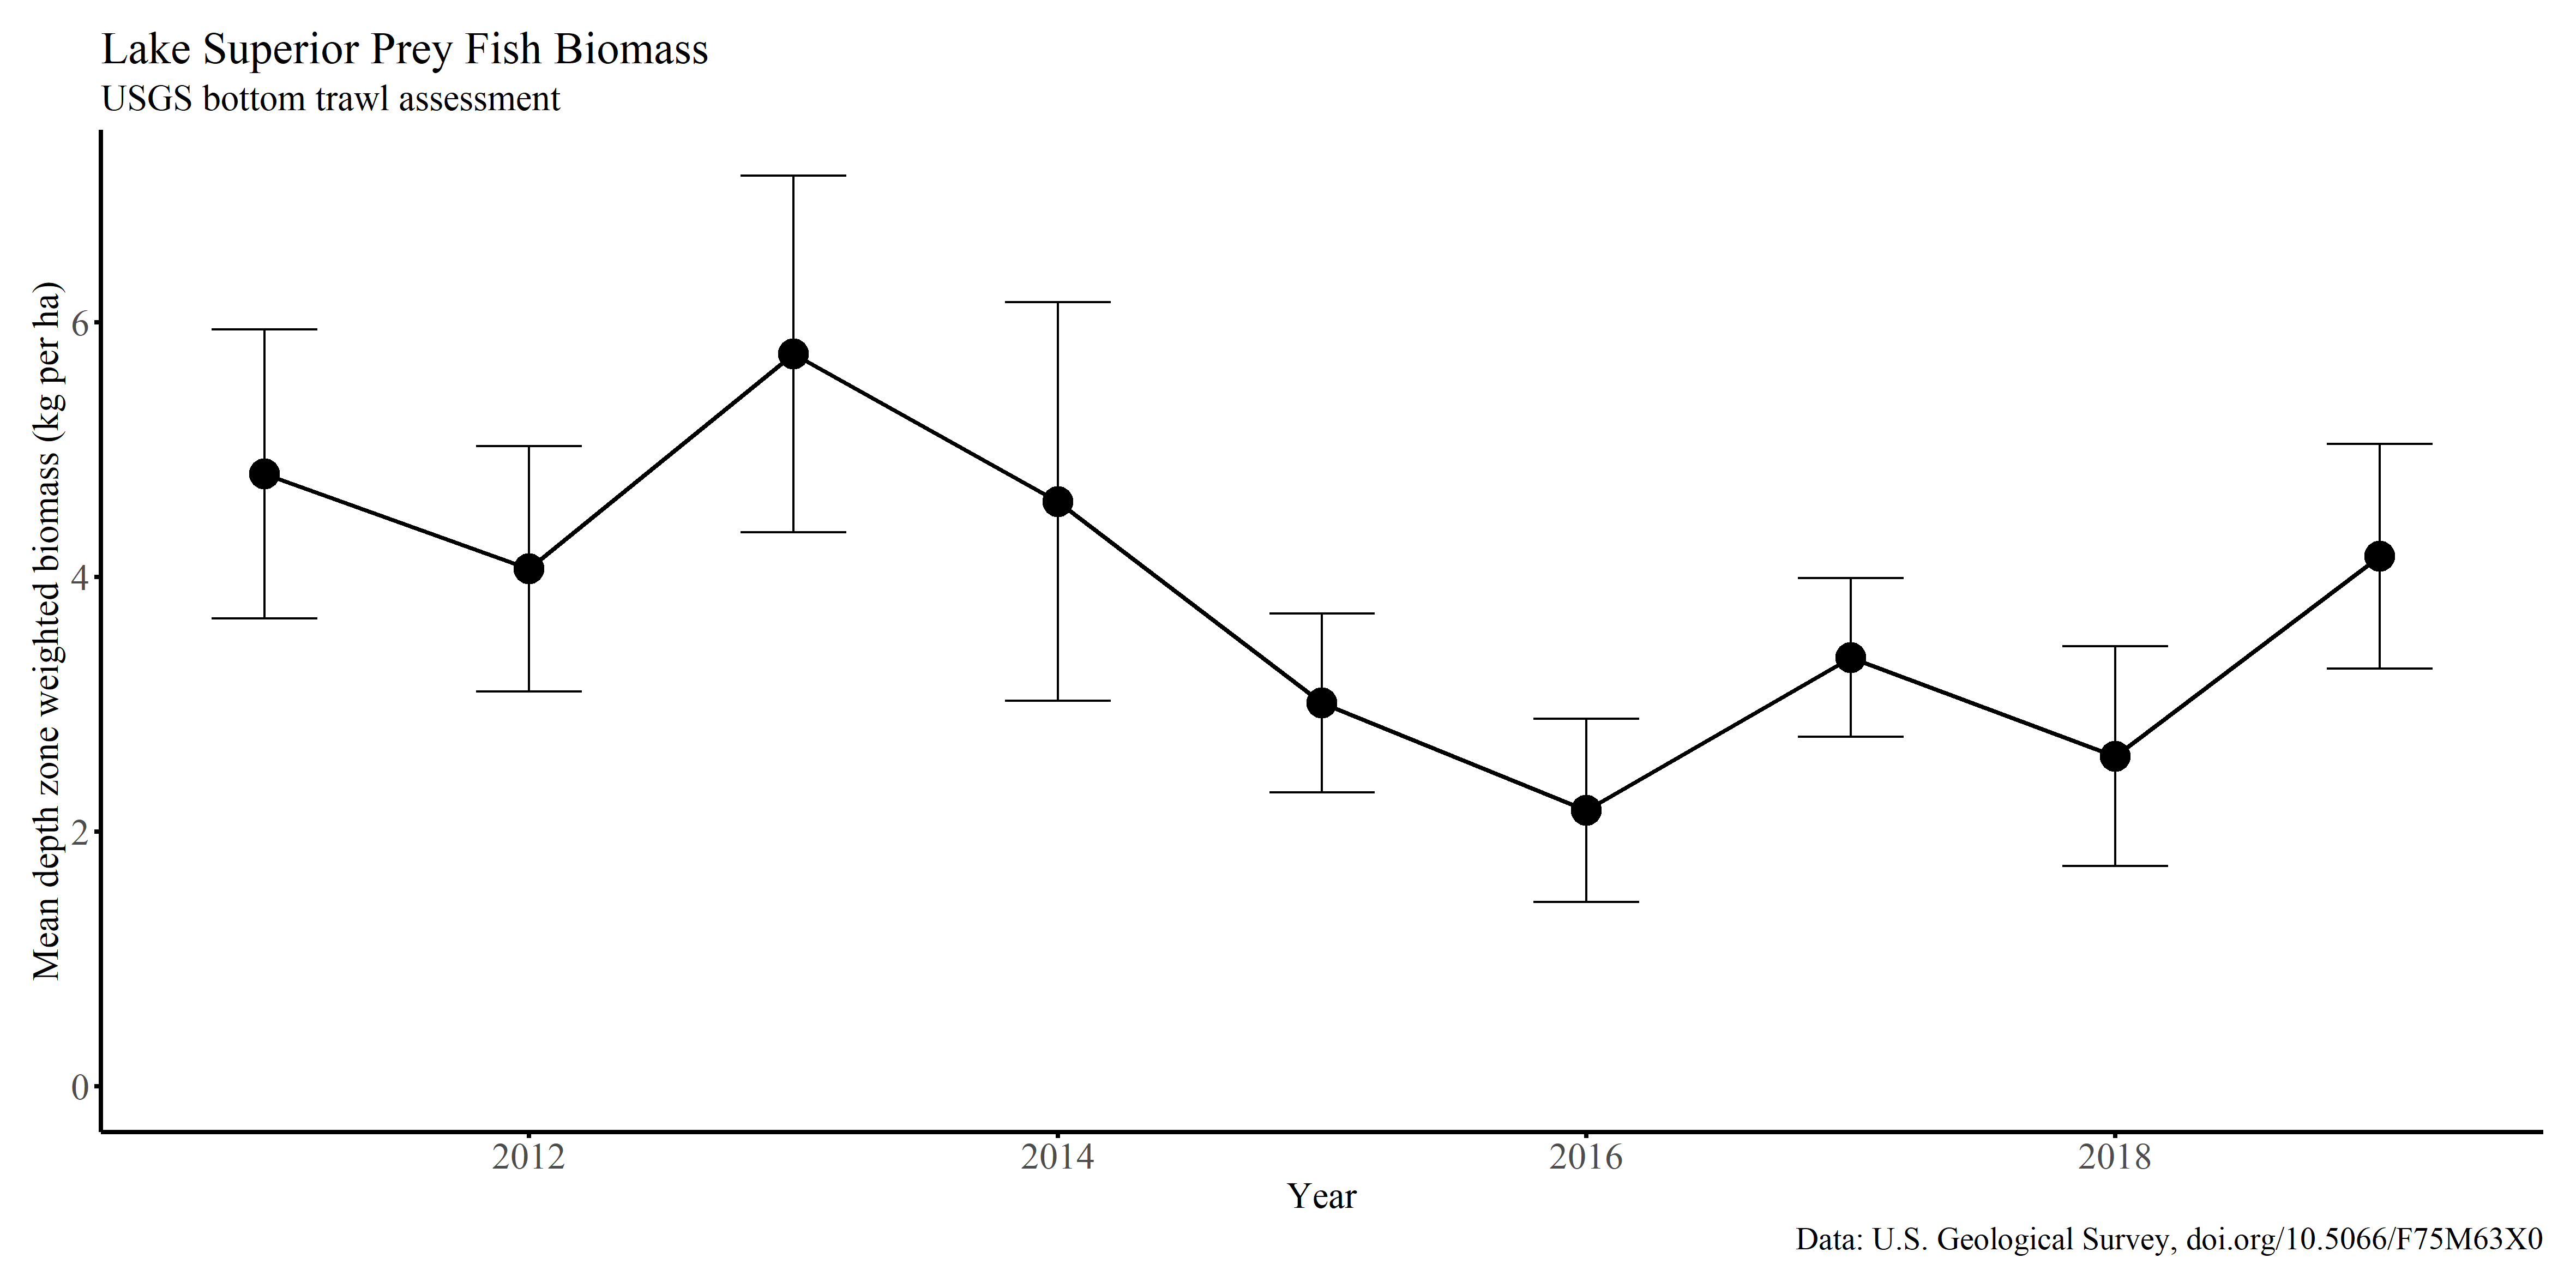 Lake Superior Prey Fish Biomass
USGS bottom trawl assessment
Mean depth zone weighted biomass (kg per ha)
6
4
2
0
2012 2014 2016 2018
Year
Data: U.S. Geological Survey, doi.org/10.5066/F75M63X0